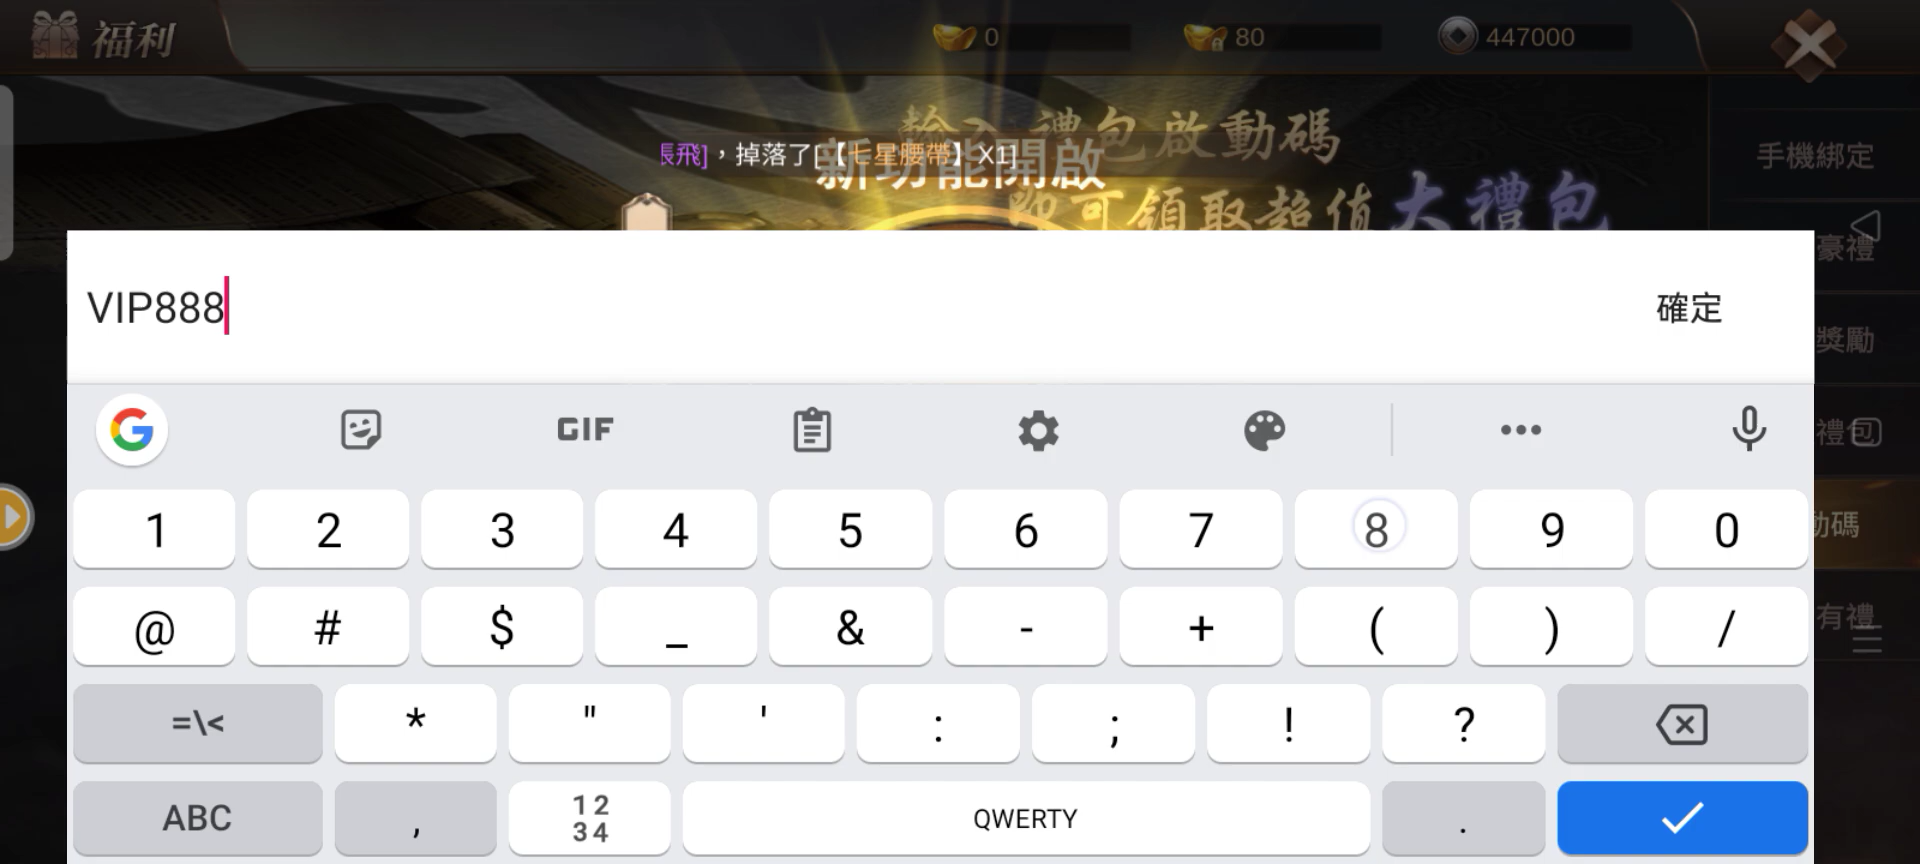 福利
0
80
447000
輸入禮包啟動碼
長飛]，掉落了[【七星腰帶】X1]
新功能開啟
即可領取超值大禮包
手機綁定
豪禮
獎勵
禮包
動碼
有禮
VIP888
確定
GIF
1 2 3 4 5 6 7 8 9 0
@ # $ _ & - + ( ) /
=\< * " ' : ; ! ?
ABC , 12 34 QWERTY .